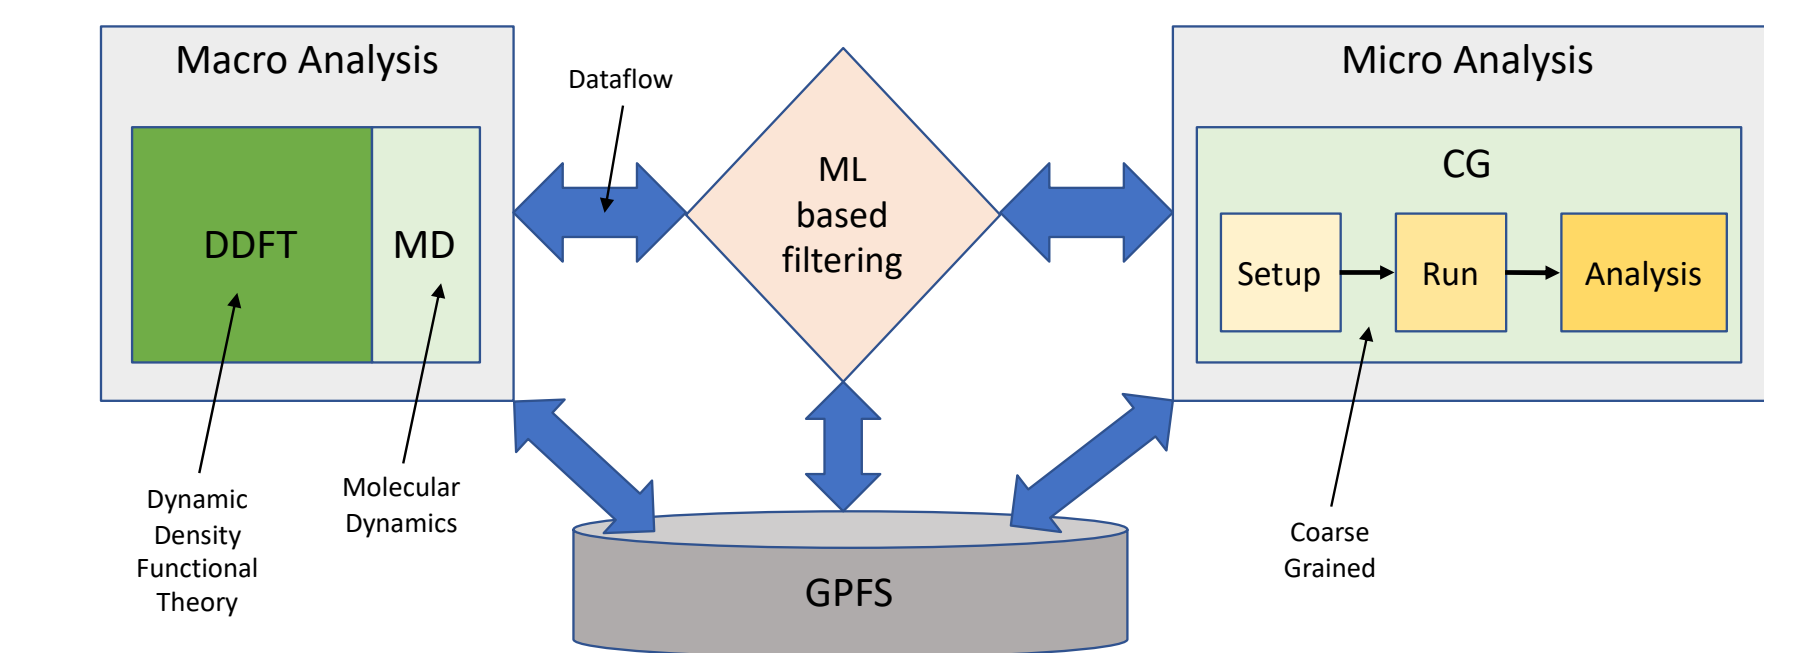 Macro Analysis
DDFT
MD
Dynamic
Density
Functional
Theory
Molecular
Dynamics
Dataflow
ML
based
filtering
GPFS
Micro Analysis
CG
Setup
Run
Analysis
Coarse
Grained